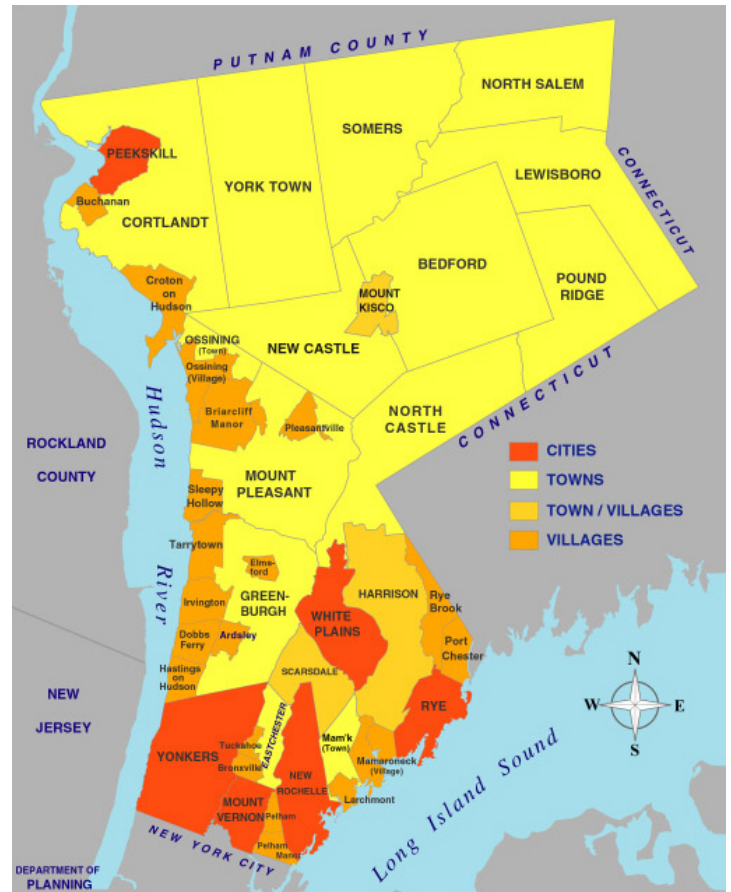 PUTNAM COUNTY
NORTH SALEM
SOMERS
PEEKSKILL
CONNECTICUT
LEWISBORO
YORK TOWN
Buchanan
CORTLANDT
BEDFORD
POUND
RIDGE
Croton
on
Hudson
MOUNT
KISCO
OSSINING
(Town)
NEW CASTLE
Ossining
(Village)
Hudson
River
Briarcliff
Manor
Pleasantville
NORTH
CASTLE
CONNECTICUT
ROCKLAND
COUNTY
CITIES
TOWNS
TOWN / VILLAGES
VILLAGES
MOUNT
PLEASANT
Sleepy
Hollow
Tarrytown
Elms-
ford
GREEN-
BURGH
HARRISON
Rye
Brook
Irvington
WHITE
PLAINS
Dobbs
Ferry
Ardsley
Port
Chester
Hastings
on
Hudson
SCARSDALE
N
W
E
S
NEW
JERSEY
RYE
EASTCHESTER
YONKERS
Tuckahoe
Bronxville
Mam'k
(Town)
Mamaroneck
(Village)
NEW
ROCHELLE
Larchmont
MOUNT
VERNON
Pelham
Pelham
Manor
Long Island Sound
NEW YORK CITY
DEPARTMENT OF
PLANNING